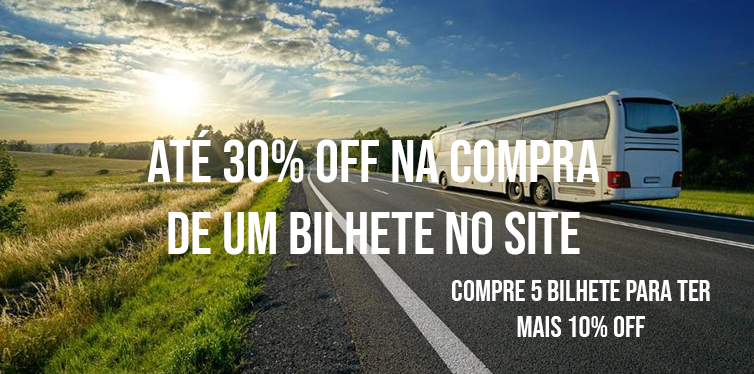 ATÉ 30% OFF NA COMPRA
DE UM BILHETE NO SITE
COMPRE 5 BILHETE PARA TER
MAIS 10% OFF